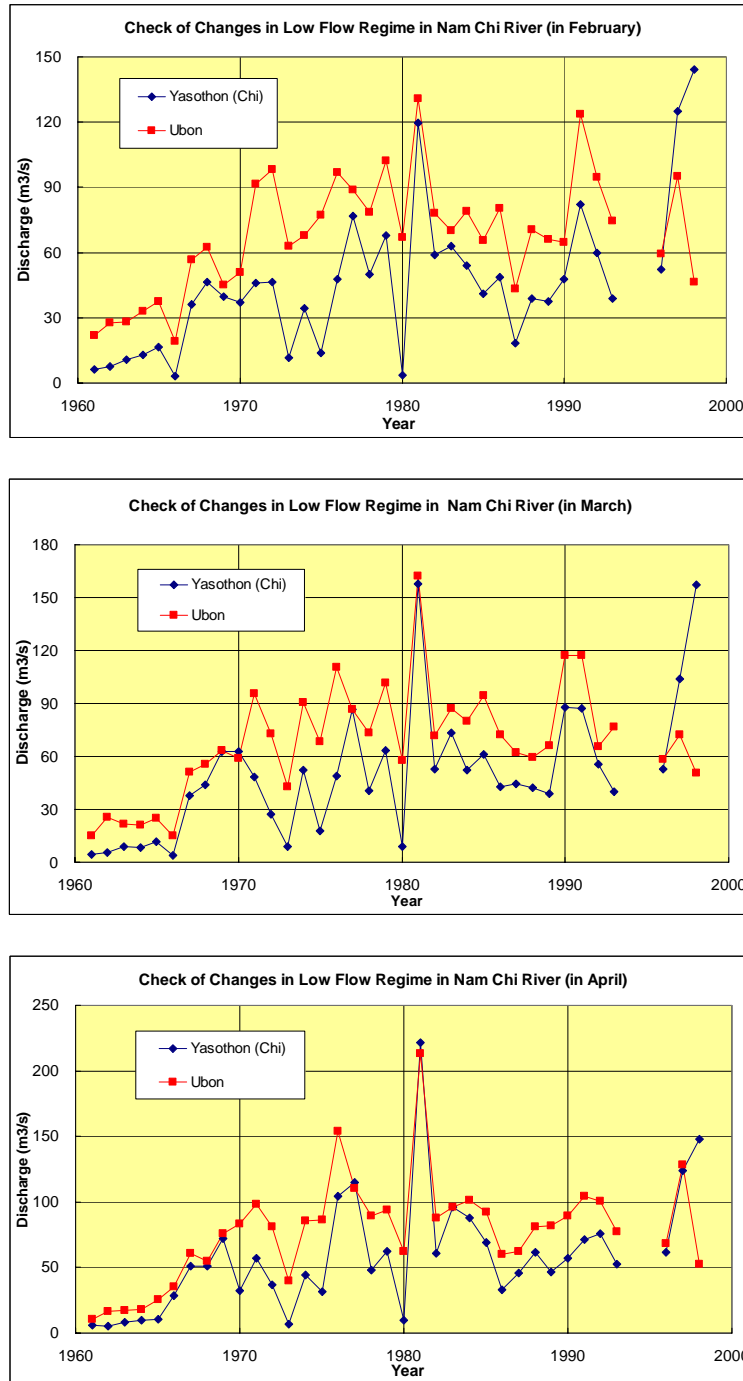 Check of Changes in Low Flow Regime in Nam Chi River (in February)
150
120
90
60
30
0
Discharge (m3/s)
Yasothon (Chi)
Ubon
1960 1970 1980 1990 2000
Year
Check of Changes in Low Flow Regime in Nam Chi River (in March)
180
150
120
90
60
30
0
Discharge (m3/s)
Yasothon (Chi)
Ubon
1960 1970 1980 1990 2000
Year
Check of Changes in Low Flow Regime in Nam Chi River (in April)
250
200
150
100
50
0
Discharge (m3/s)
Yasothon (Chi)
Ubon
1960 1970 1980 1990 2000
Year